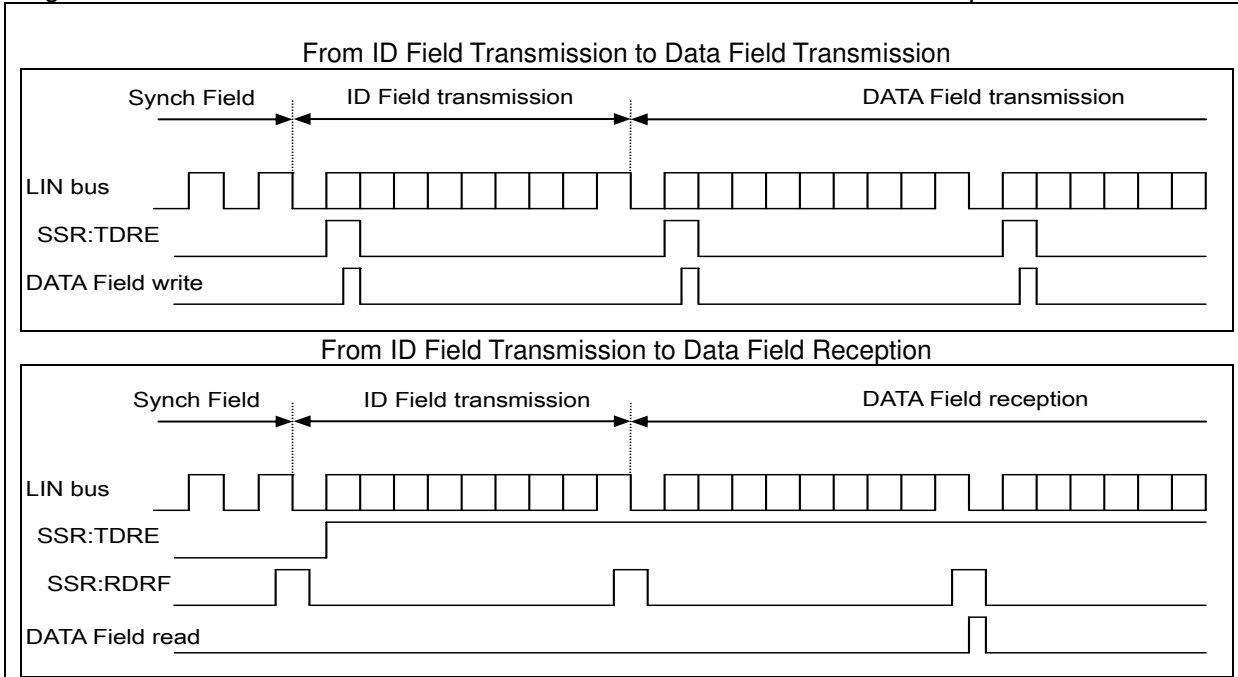 From ID Field Transmission to Data Field Transmission
Synch Field ID Field transmission DATA Field transmission
LIN bus
SSR:TDRE
DATA Field write
From ID Field Transmission to Data Field Reception
Synch Field ID Field transmission DATA Field reception
LIN bus
SSR:TDRE
SSR:RDRF
DATA Field read